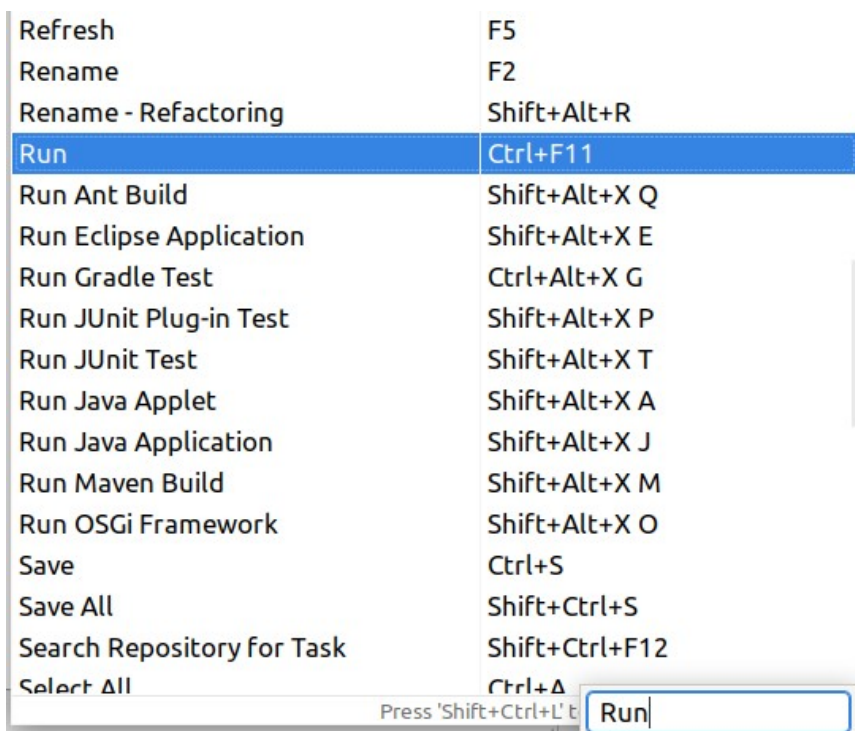 Refresh F5
Rename F2
Rename - Refactoring Shift+Alt+R
Run Ctrl+F11
Run Ant Build Shift+Alt+X Q
Run Eclipse Application Shift+Alt+X E
Run Gradle Test Ctrl+Alt+X G
Run JUnit Plug-in Test Shift+Alt+X P
Run JUnit Test Shift+Alt+X T
Run Java Applet Shift+Alt+X A
Run Java Application Shift+Alt+X J
Run Maven Build Shift+Alt+X M
Run OSGi Framework Shift+Alt+X O
Save Ctrl+S
Save All Shift+Ctrl+S
Search Repository for Task Shift+Ctrl+F12
Select All Ctrl+A
Press 'Shift+Ctrl+L' t
Run